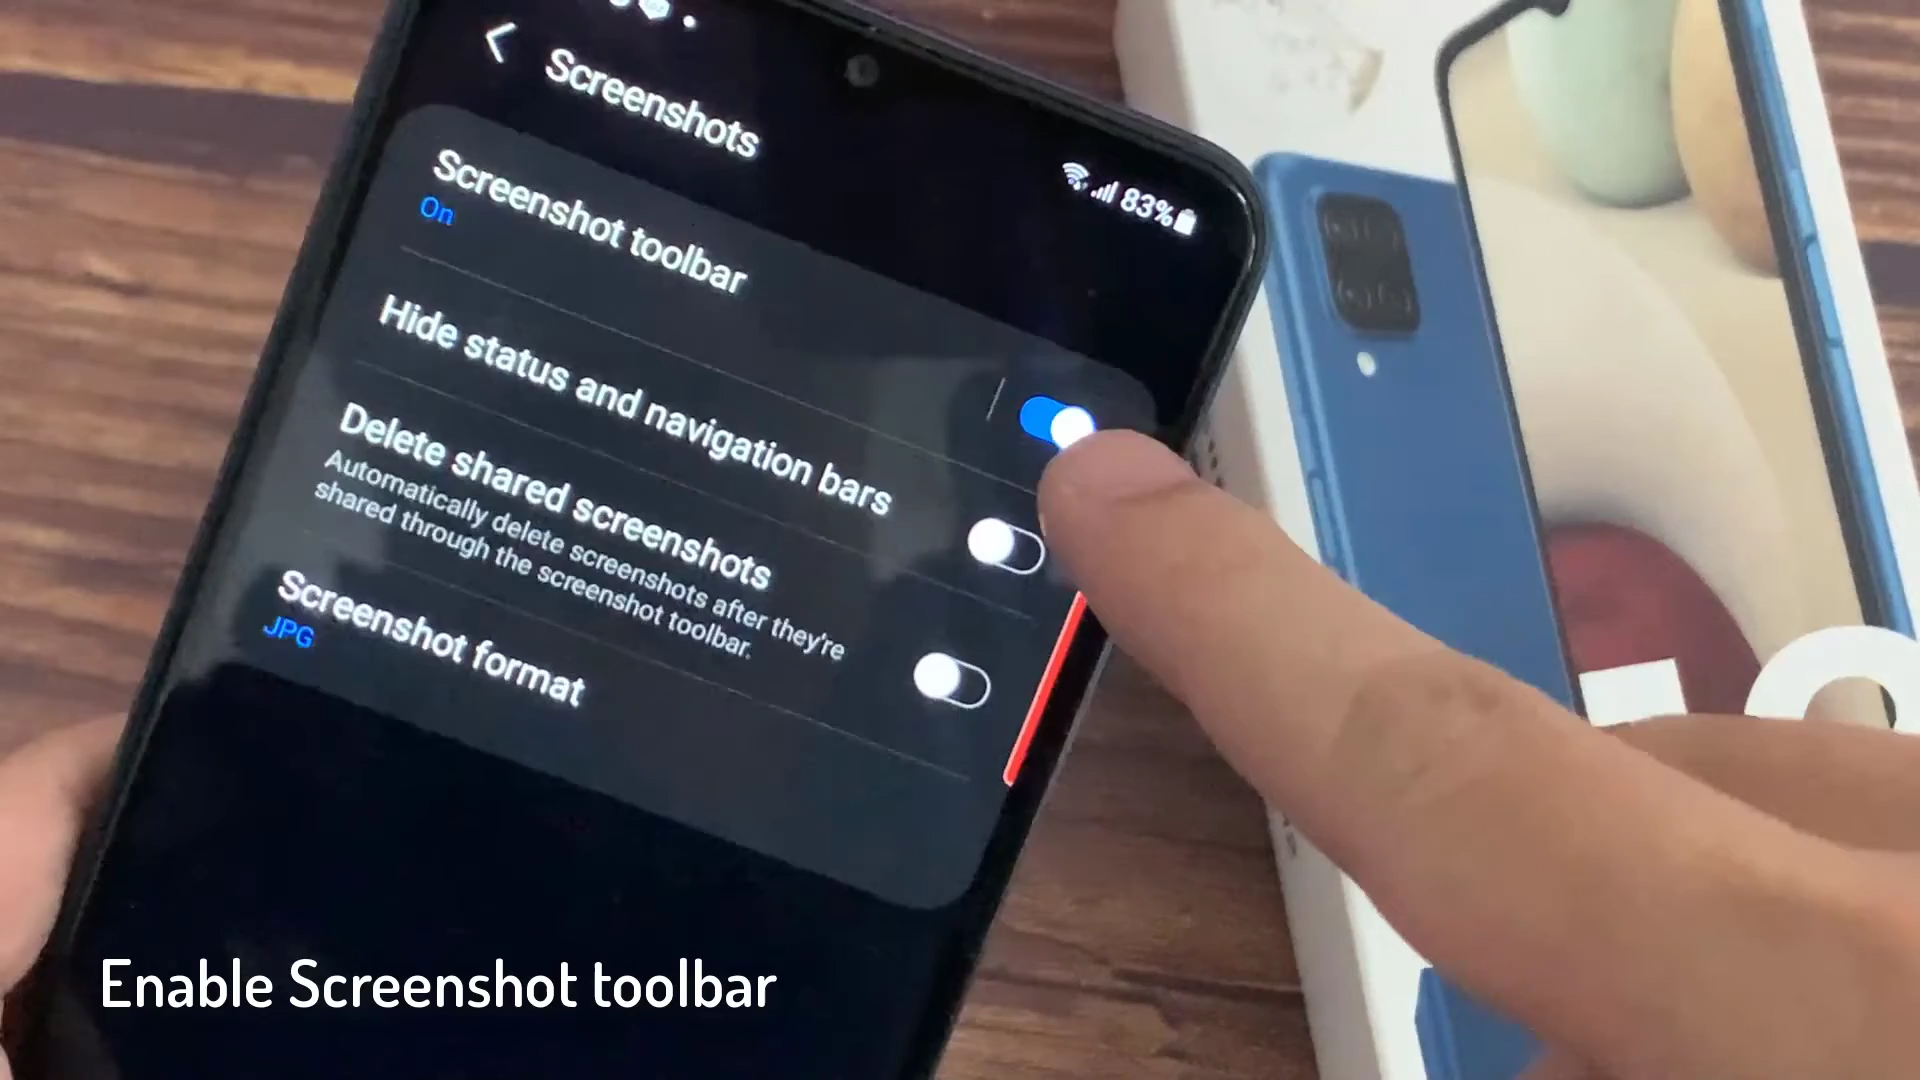 Screenshots
83%
Screenshot toolbar
On
Hide status and navigation bars
Delete shared screenshots
Automatically delete screenshots after they're
shared through the screenshot toolbar.
Screenshot format
JPG
Enable Screenshot toolbar